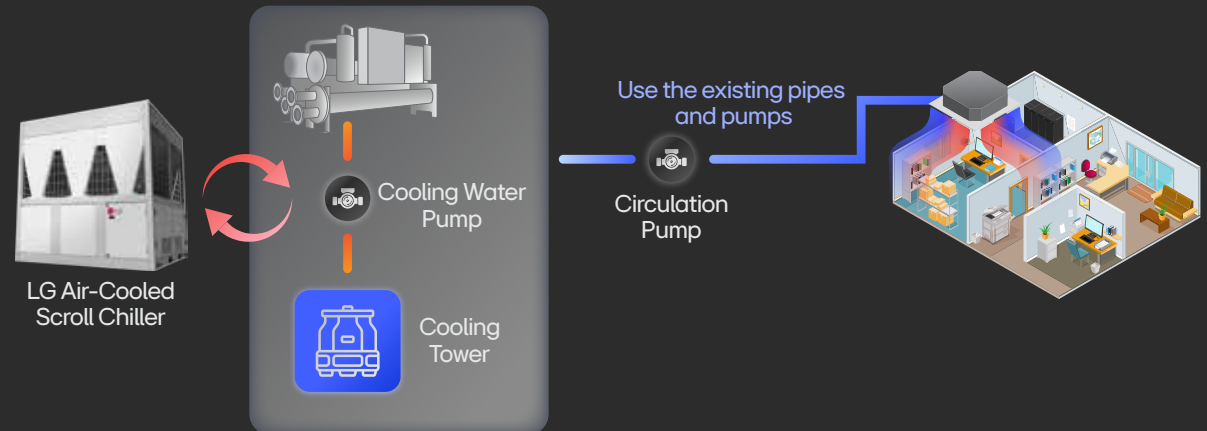 LG Air-Cooled
Scroll Chiller
Cooling Water
Pump
Cooling
Tower
Use the existing pipes
and pumps
Circulation
Pump